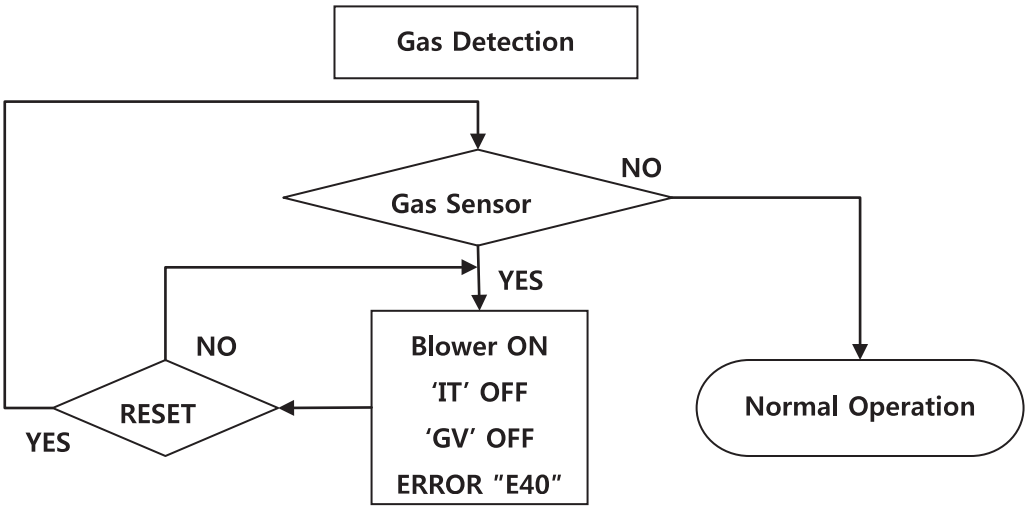 Gas Detection
NO
Gas Sensor
YES
NO
Blower ON
‘IT’ OFF
‘GV’ OFF
ERROR "E40"
RESET
YES
Normal Operation